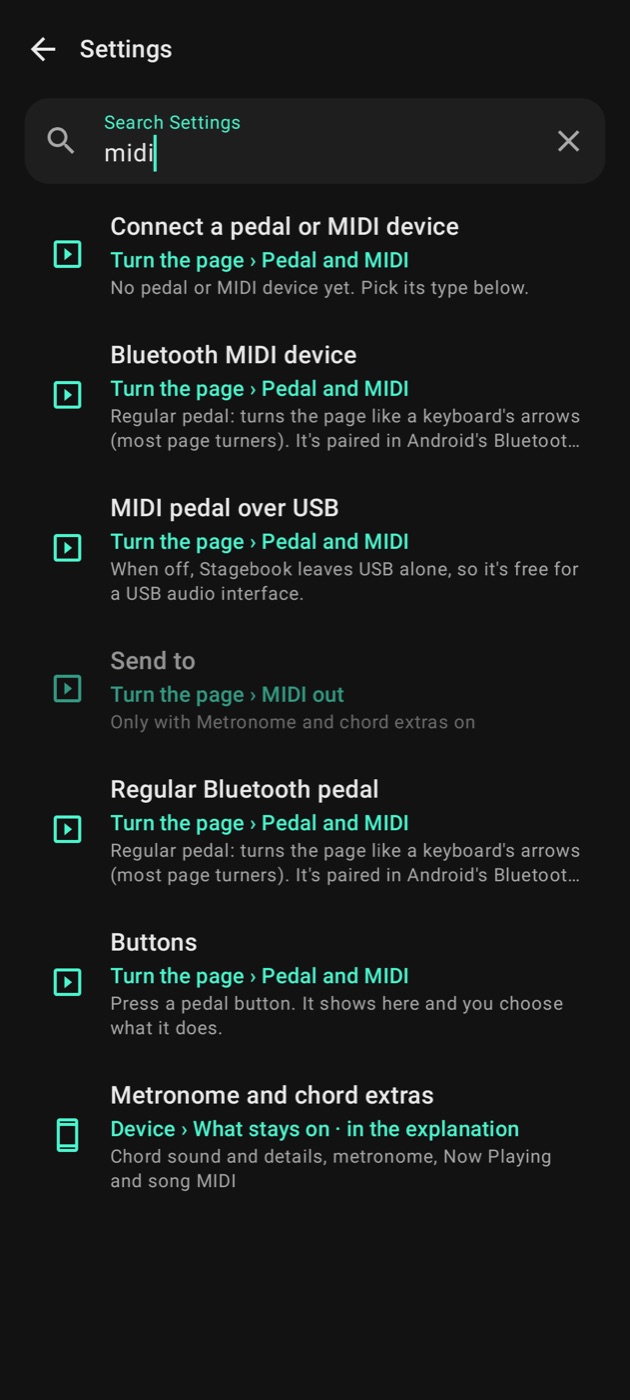 Settings
Search Settings
midi
Connect a pedal or MIDI device
Turn the page › Pedal and MIDI
No pedal or MIDI device yet. Pick its type below.
Bluetooth MIDI device
Turn the page › Pedal and MIDI
Regular pedal: turns the page like a keyboard's arrows
(most page turners). It's paired in Android's Bluetoot…
MIDI pedal over USB
Turn the page › Pedal and MIDI
When off, Stagebook leaves USB alone, so it's free for
a USB audio interface.
Send to
Turn the page › MIDI out
Only with Metronome and chord extras on
Regular Bluetooth pedal
Turn the page › Pedal and MIDI
Regular pedal: turns the page like a keyboard's arrows
(most page turners). It's paired in Android's Bluetoot…
Buttons
Turn the page › Pedal and MIDI
Press a pedal button. It shows here and you choose
what it does.
Metronome and chord extras
Device › What stays on · in the explanation
Chord sound and details, metronome, Now Playing
and song MIDI